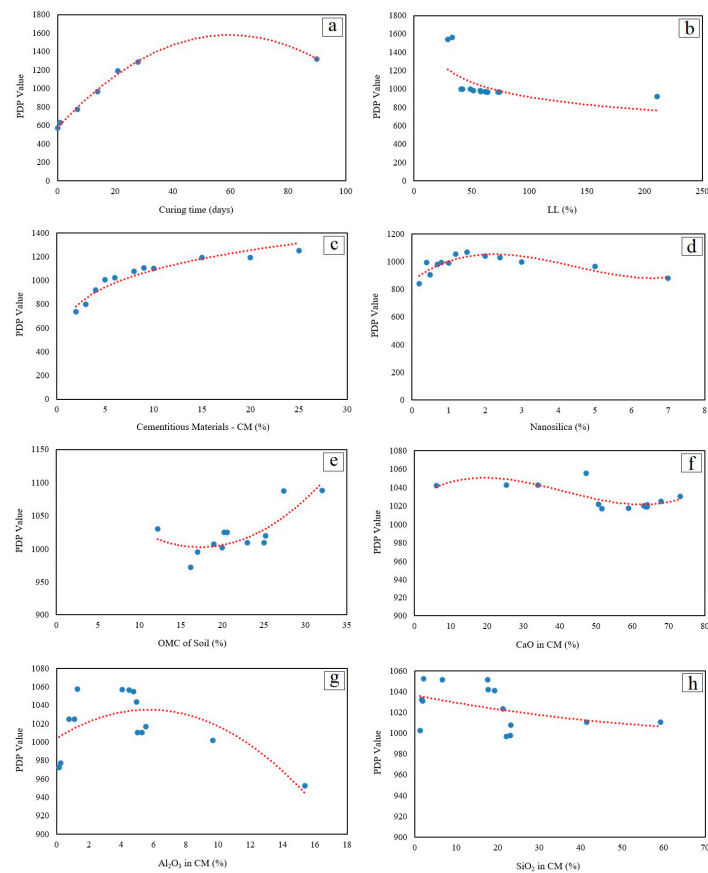 a
1800
1600
1400
1200
1000
800
600
400
200
0
PDP Value
0 20 40 60 80 100
Curing time (days)
b
1800
1600
1400
1200
1000
800
600
400
200
0
PDP Value
0 50 100 150 200 250
LL (%)
c
1400
1200
1000
800
600
400
200
0
PDP Value
0 5 10 15 20 25 30
Cementitious Materials - CM (%)
d
1200
1000
800
600
400
200
0
PDP Value
0 1 2 3 4 5 6 7 8
Nanosilica (%)
e
1150
1100
1050
1000
950
900
PDP Value
0 5 10 15 20 25 30 35
OMC of Soil (%)
f
1080
1060
1040
1020
1000
980
960
940
920
900
PDP Value
0 10 20 30 40 50 60 70 80
CaO in CM (%)
g
1080
1060
1040
1020
1000
980
960
940
920
900
PDP Value
0 2 4 6 8 10 12 14 16 18
Al₂O₃ in CM (%)
h
1060
1040
1020
1000
980
960
940
920
900
PDP Value
0 10 20 30 40 50 60 70
SiO₂ in CM (%)